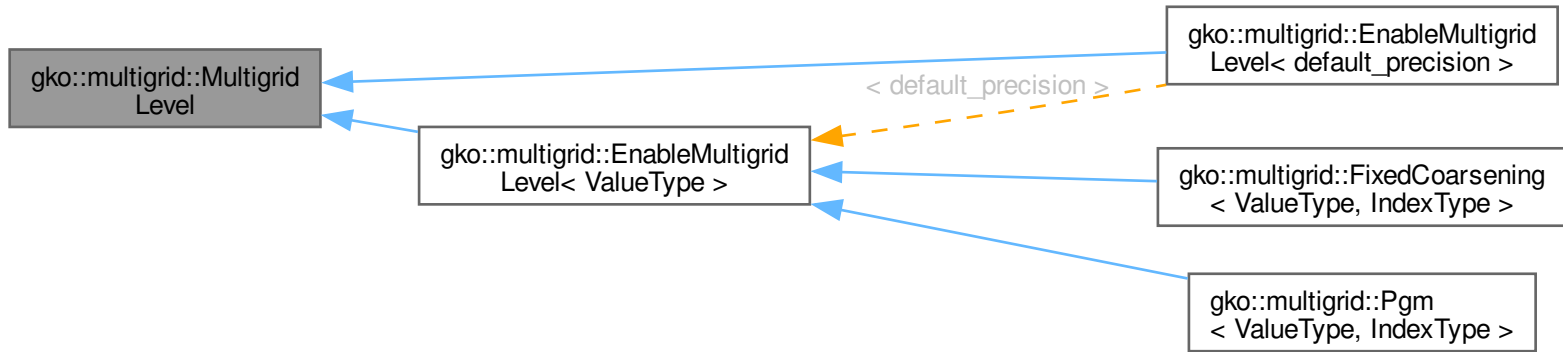 gko::multigrid::Multigrid
Level
gko::multigrid::EnableMultigrid
Level< ValueType >
< default_precision >
gko::multigrid::EnableMultigrid
Level< default_precision >
gko::multigrid::FixedCoarsening
< ValueType, IndexType >
gko::multigrid::Pgm
< ValueType, IndexType >